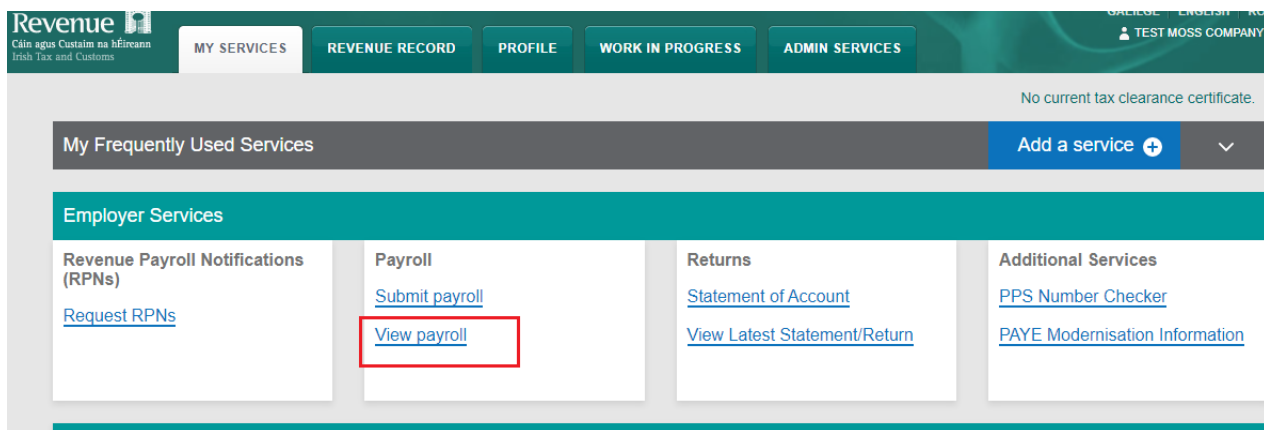 GAEILGE ENGLISH
Revenue
Cáin agus Custaim na hÉireann
Irish Tax and Customs
MY SERVICES REVENUE RECORD PROFILE WORK IN PROGRESS ADMIN SERVICES
TEST MOSS COMPANY
No current tax clearance certificate.
My Frequently Used Services
Add a service
Employer Services
Revenue Payroll Notifications
(RPNs)
Request RPNs
Payroll
Submit payroll
View payroll
Returns
Statement of Account
View Latest Statement/Return
Additional Services
PPS Number Checker
PAYE Modernisation Information